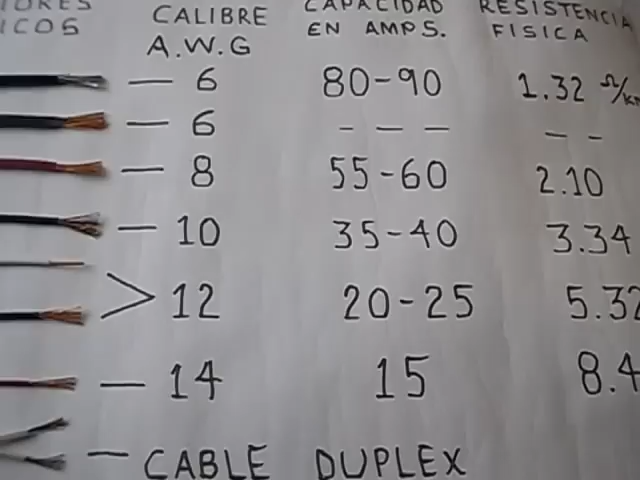 CALIBRE CAPACIDAD RESISTENCIA
A.W.G EN AMPS. FISICA
— 6 80-90 1.32 Ω/
— 6 - — — — -
— 8 55-60 2.10
— 10 35-40 3.34
> 12 20-25 5.32
— 14 15 8.4
— CABLE DUPLEX